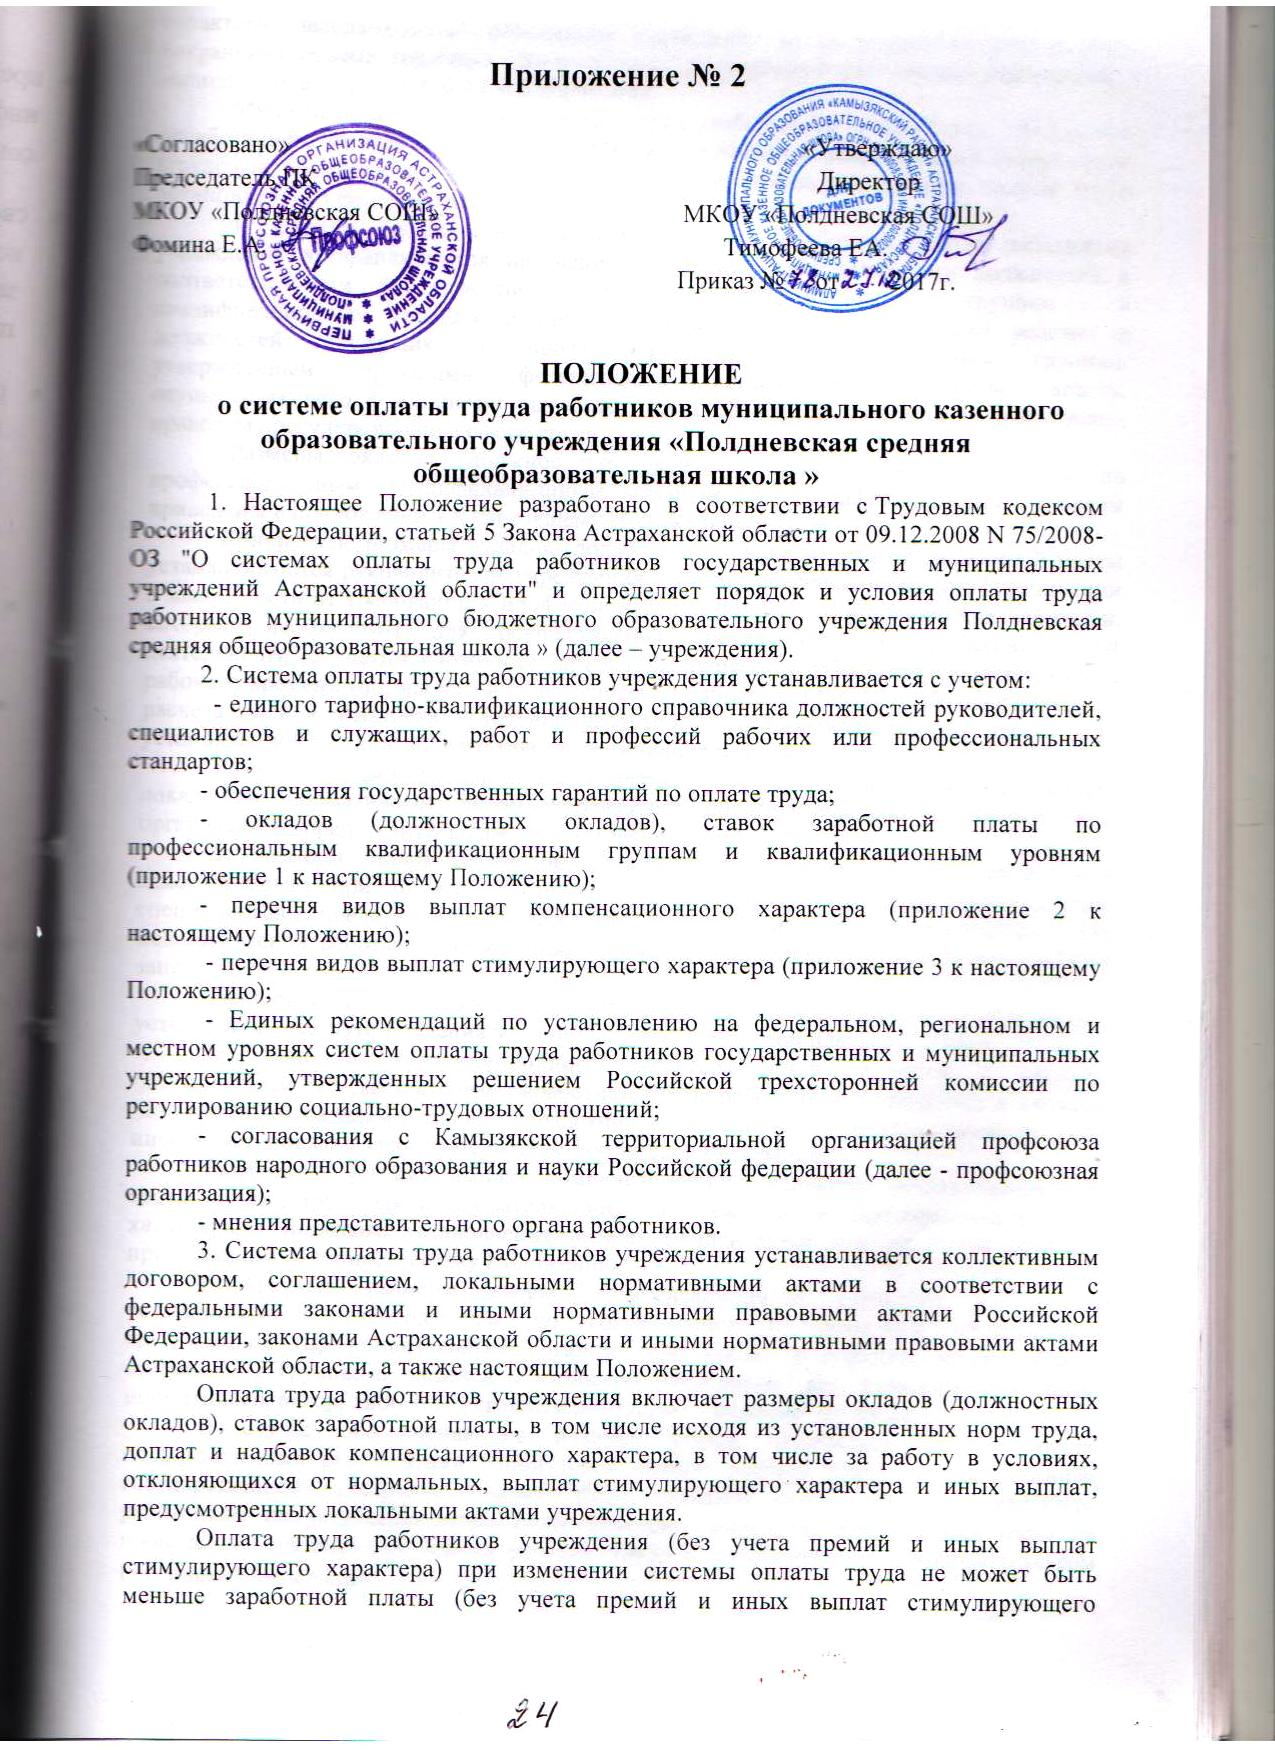 Приложение № 2
«Согласовано»
Председатель ПК
МКОУ «Полдневская СОШ»
Фомина Е.А.
«Утверждаю»
Директор
МКОУ «Полдневская СОШ»
Тимофеева Е.А.
Приказ № 73 от 2017г.
Профсоюз
ДЛЯ
ДОКУМЕНТОВ
ПОЛОЖЕНИЕ
о системе оплаты труда работников муниципального казенного
образовательного учреждения «Полдневская средняя
общеобразовательная школа »
1. Настоящее Положение разработано в соответствии с Трудовым кодексом
Российской Федерации, статьей 5 Закона Астраханской области от 09.12.2008 N 75/2008-
ОЗ "О системах оплаты труда работников государственных и муниципальных
учреждений Астраханской области" и определяет порядок и условия оплаты труда
работников муниципального бюджетного образовательного учреждения Полдневская
средняя общеобразовательная школа » (далее – учреждения).
2. Система оплаты труда работников учреждения устанавливается с учетом:
- единого тарифно-квалификационного справочника должностей руководителей,
специалистов и служащих, работ и профессий рабочих или профессиональных
стандартов;
- обеспечения государственных гарантий по оплате труда;
- окладов (должностных окладов), ставок заработной платы по
профессиональным квалификационным группам и квалификационным уровням
(приложение 1 к настоящему Положению);
- перечня видов выплат компенсационного характера (приложение 2 к
настоящему Положению);
- перечня видов выплат стимулирующего характера (приложение 3 к настоящему
Положению);
- Единых рекомендаций по установлению на федеральном, региональном и
местном уровнях систем оплаты труда работников государственных и муниципальных
учреждений, утвержденных решением Российской трехсторонней комиссии по
регулированию социально-трудовых отношений;
- согласования с Камызякской территориальной организацией профсоюза
работников народного образования и науки Российской федерации (далее - профсоюзная
организация);
- мнения представительного органа работников.
3. Система оплаты труда работников учреждения устанавливается коллективным
договором, соглашением, локальными нормативными актами в соответствии с
федеральными законами и иными нормативными правовыми актами Российской
Федерации, законами Астраханской области и иными нормативными правовыми актами
Астраханской области, а также настоящим Положением.
Оплата труда работников учреждения включает размеры окладов (должностных
окладов), ставок заработной платы, в том числе исходя из установленных норм труда,
доплат и надбавок компенсационного характера, в том числе за работу в условиях,
отклоняющихся от нормальных, выплат стимулирующего характера и иных выплат,
предусмотренных локальными актами учреждения.
Оплата труда работников учреждения (без учета премий и иных выплат
стимулирующего характера) при изменении системы оплаты труда не может быть
меньше заработной платы (без учета премий и иных выплат стимулирующего
24